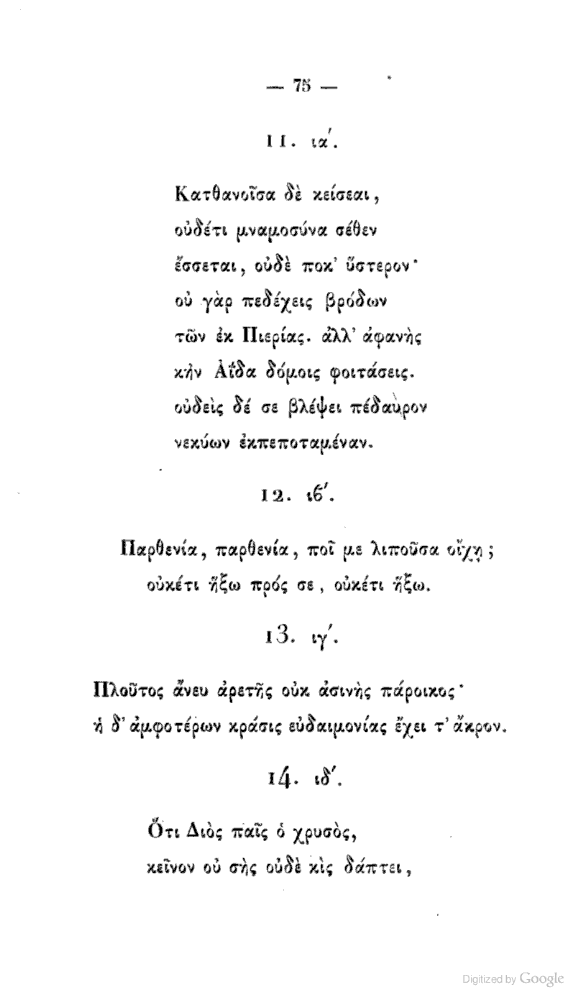 — 75 —
11. ια'.
Κατθανοῖσα δὲ κείσεαι,
οὐδέτι μναμοσύνα σέθεν
ἔσσεται, οὐδὲ ποκ' ὕστερον·
οὐ γὰρ πεδέχεις βρόδων
τῶν ἐκ Πιερίας. ἀλλ' ἀφανὴς
κἠν Ἀΐδα δόμοις φοιτάσεις.
οὐδεὶς δέ σε βλέψει πέδαυρον
νεκύων ἐκπεποταμέναν.
12. ιϐ'.
Παρθενία, παρθενία, ποῖ με λιποῦσα οἴχῃ;
οὐκέτι ἥξω πρός σε, οὐκέτι ἥξω.
13. ιγ'.
Πλοῦτος ἄνευ ἀρετῆς οὐκ ἀσινὴς πάροικος·
ἡ δ' ἀμφοτέρων κράσις εὐδαιμονίας ἔχει τ' ἄκρον.
14. ιδ'.
Ὅτι Διὸς παῖς ὁ χρυσὸς,
κεῖνον οὐ σὴς οὐδὲ κὶς δάπτει,
Digitized by Google